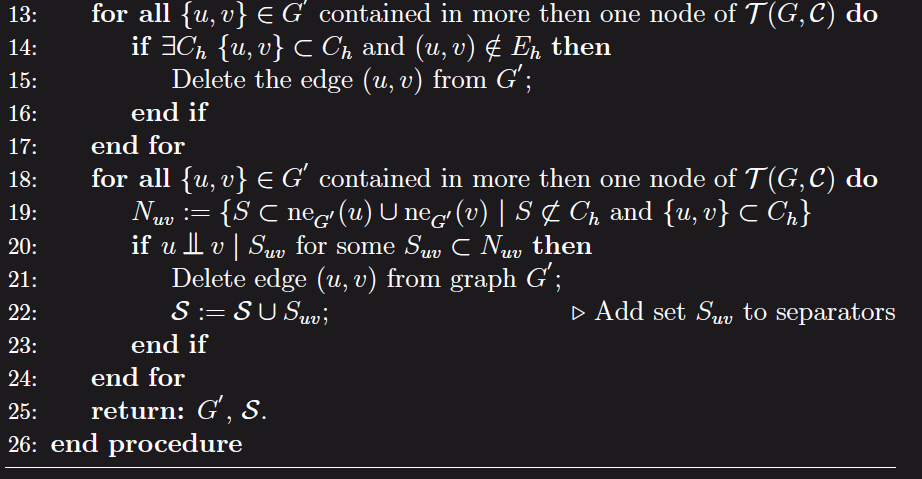 13: for all {u, v} ∈ G′ contained in more then one node of 𝒯(G, 𝒞) do
14: if ∃C_h {u, v} ⊂ C_h and (u, v) ∉ E_h then
15: Delete the edge (u, v) from G′;
16: end if
17: end for
18: for all {u, v} ∈ G′ contained in more then one node of 𝒯(G, 𝒞) do
19: N_uv := {S ⊂ ne_G′(u) ∪ ne_G′(v) | S ⊄ C_h and {u, v} ⊂ C_h}
20: if u ⫫ v | S_uv for some S_uv ⊂ N_uv then
21: Delete edge (u, v) from graph G′;
22: 𝒮 := 𝒮 ∪ S_uv; ▷ Add set S_uv to separators
23: end if
24: end for
25: return: G′, 𝒮.
26: end procedure